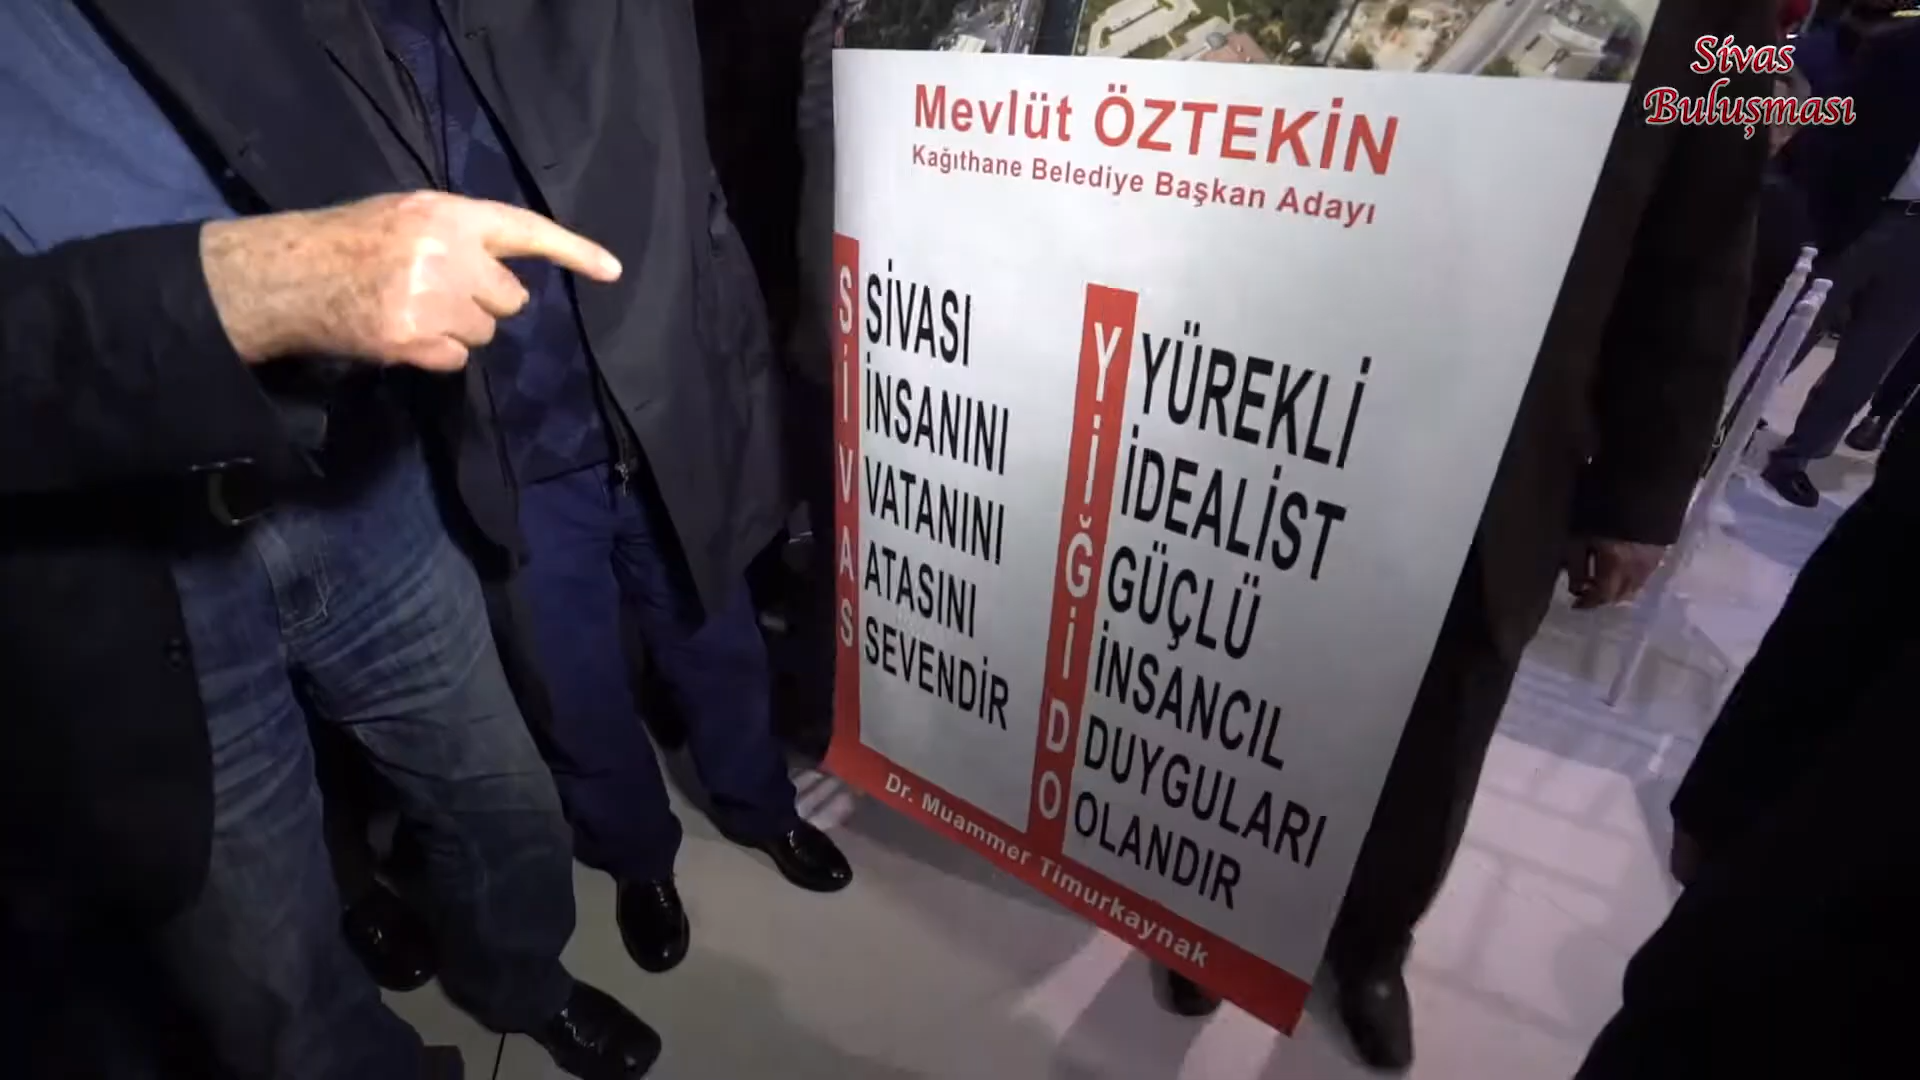 Sivas
Buluşması
Mevlüt ÖZTEKİN
Kağıthane Belediye Başkan Adayı
SİVAS
SİVASI
İNSANINI
VATANINI
ATASINI
SEVENDİR
YİĞİDO
YÜREKLİ
İDEALİST
GÜÇLÜ
İNSANCIL
DUYGULARI
OLANDIR
Dr. Muammer Timurkaynak